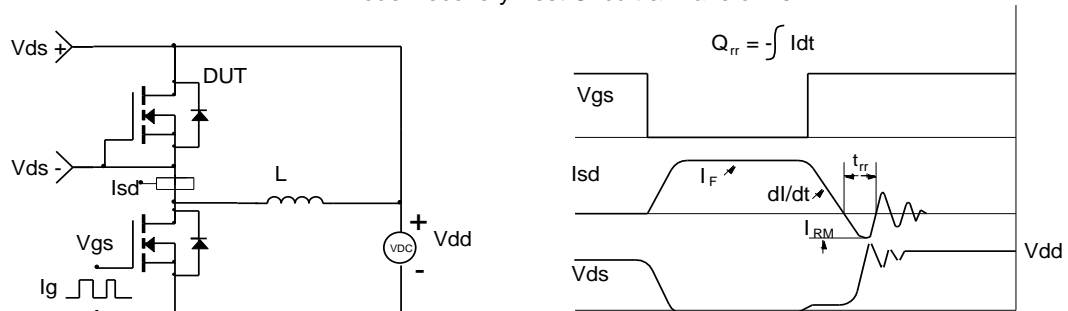 Q_rr = -∫ Idt
Vds +
DUT
Vds -
Isd
L
Vgs
VDC
+
-
Vdd
Ig
Vgs
Isd
I_F
dI/dt
t_rr
I_RM
Vds
Vdd